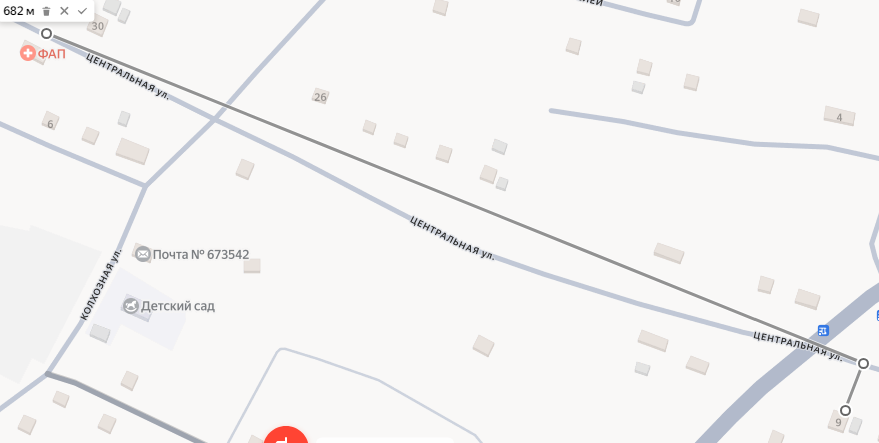 682 м
30
ФАП
ЦЕНТРАЛЬНАЯ ул.
26
4
6
ЦЕНТРАЛЬНАЯ ул.
Почта № 673542
КОЛХОЗНАЯ ул.
Детский сад
ЦЕНТРАЛЬНАЯ ул.
9